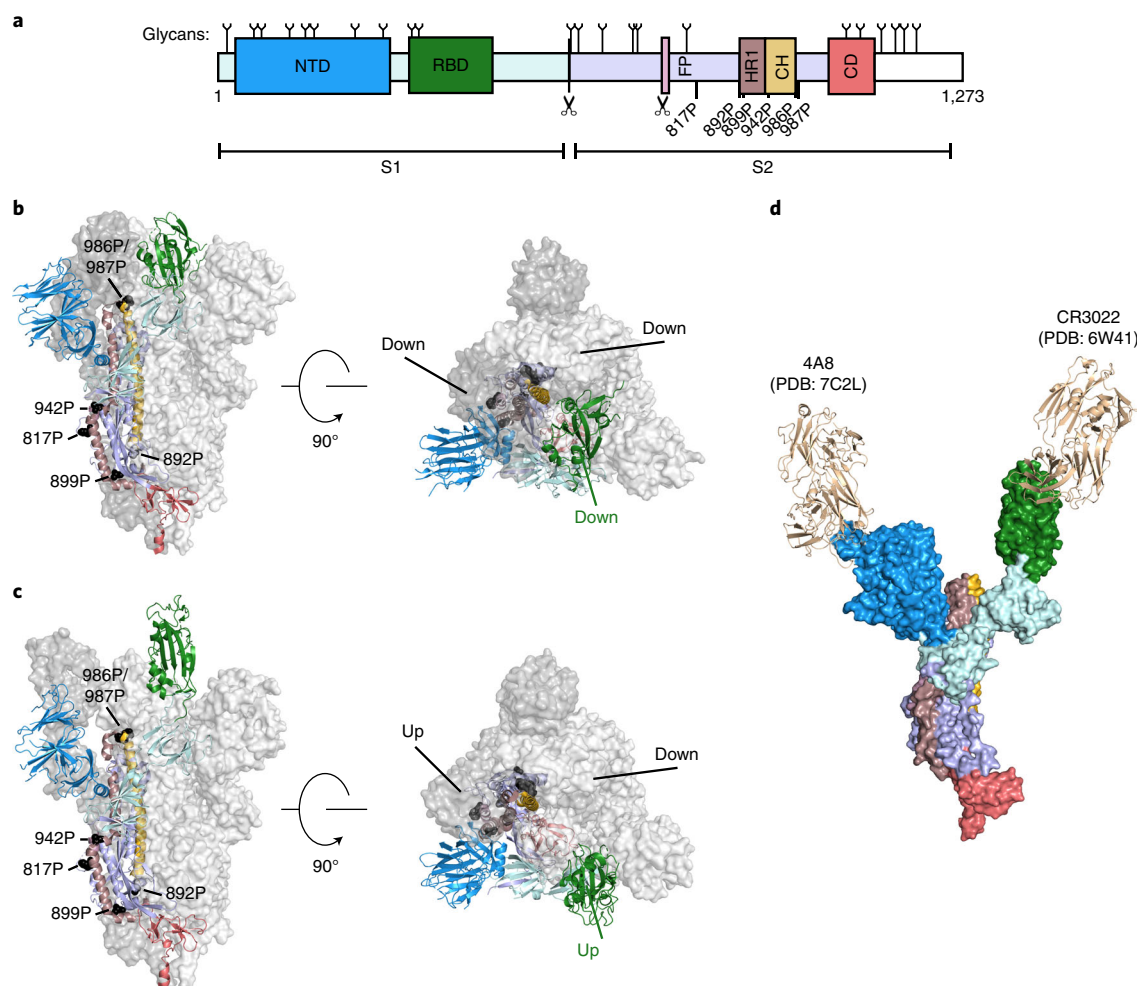 a
Glycans:
NTD
RBD
FP
HR1
CH
CD
1
817P
892P
899P
942P
986P
987P
1,273
S1
S2
b
986P/
987P
942P
817P
899P
892P
90°
Down
Down
Down
c
986P/
987P
942P
817P
899P
892P
90°
Up
Down
Up
d
4A8
(PDB: 7C2L)
CR3022
(PDB: 6W41)